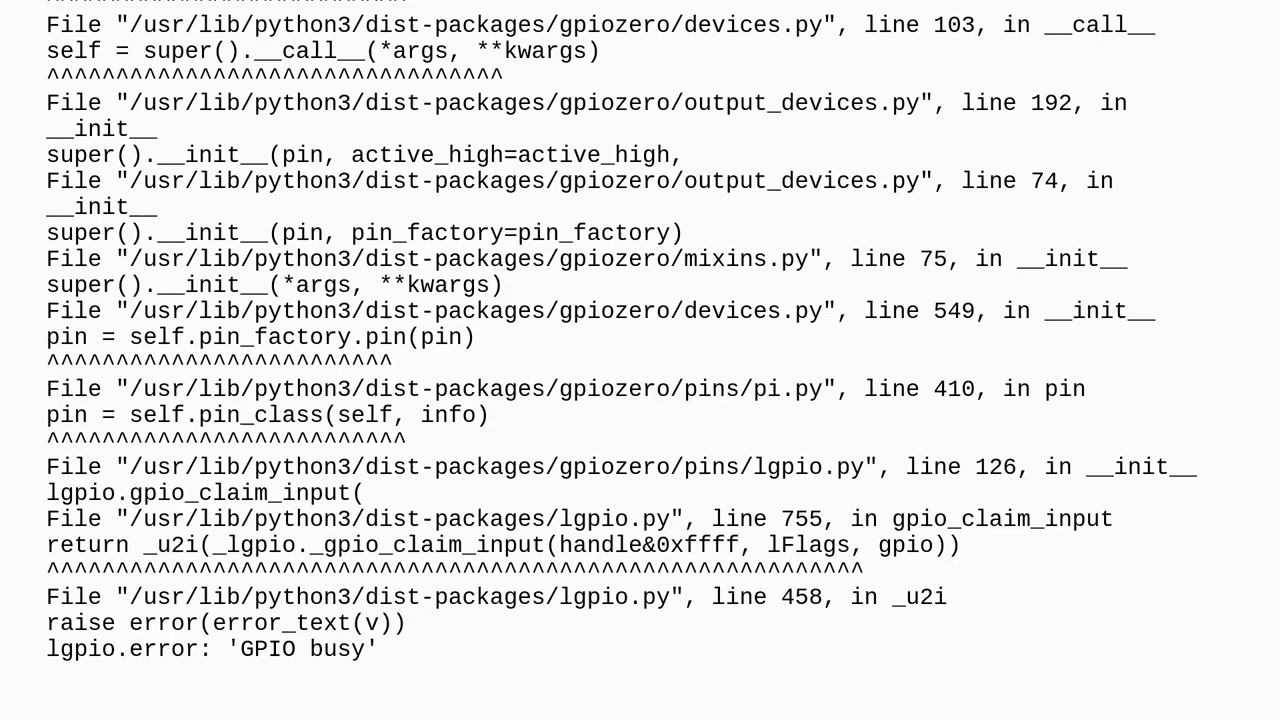 File "/usr/lib/python3/dist-packages/gpiozero/devices.py", line 103, in __call__
self = super().__call__(*args, **kwargs)
^^^^^^^^^^^^^^^^^^^^^^^^^^^^^^^^^
File "/usr/lib/python3/dist-packages/gpiozero/output_devices.py", line 192, in
__init__
super().__init__(pin, active_high=active_high,
File "/usr/lib/python3/dist-packages/gpiozero/output_devices.py", line 74, in
__init__
super().__init__(pin, pin_factory=pin_factory)
File "/usr/lib/python3/dist-packages/gpiozero/mixins.py", line 75, in __init__
super().__init__(*args, **kwargs)
File "/usr/lib/python3/dist-packages/gpiozero/devices.py", line 549, in __init__
pin = self.pin_factory.pin(pin)
^^^^^^^^^^^^^^^^^^^^^^^^^
File "/usr/lib/python3/dist-packages/gpiozero/pins/pi.py", line 410, in pin
pin = self.pin_class(self, info)
^^^^^^^^^^^^^^^^^^^^^^^^^^
File "/usr/lib/python3/dist-packages/gpiozero/pins/lgpio.py", line 126, in __init__
lgpio.gpio_claim_input(
File "/usr/lib/python3/dist-packages/lgpio.py", line 755, in gpio_claim_input
return _u2i(_lgpio._gpio_claim_input(handle&0xffff, lFlags, gpio))
^^^^^^^^^^^^^^^^^^^^^^^^^^^^^^^^^^^^^^^^^^^^^^^^^^^^^^^^^^^
File "/usr/lib/python3/dist-packages/lgpio.py", line 458, in _u2i
raise error(error_text(v))
lgpio.error: 'GPIO busy'